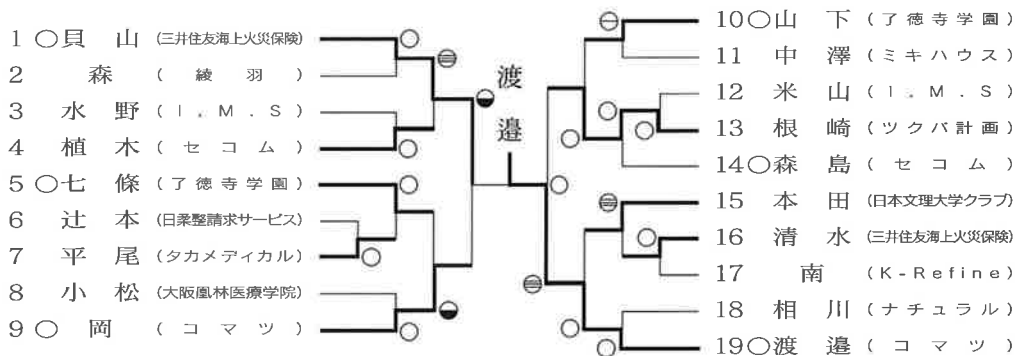 1 ○貝山 (三井住友海上火災保険)
2 森 (綾羽)
3 水野 (I.M.S)
4 植木 (セコム)
5 ○七條 (了徳寺学園)
6 辻本 (日柔整請求サービス)
7 平尾 (タカメディカル)
8 小松 (大阪凰林医療学院)
9 ○岡 (コマツ)
渡邉
10○山下 (了徳寺学園)
11 中澤 (ミキハウス)
12 米山 (I.M.S)
13 根崎 (ツクバ計画)
14○森島 (セコム)
15 本田 (日本文理大学クラブ)
16 清水 (三井住友海上火災保険)
17 南 (K-Refine)
18 相川 (ナチュラル)
19○渡邉 (コマツ)